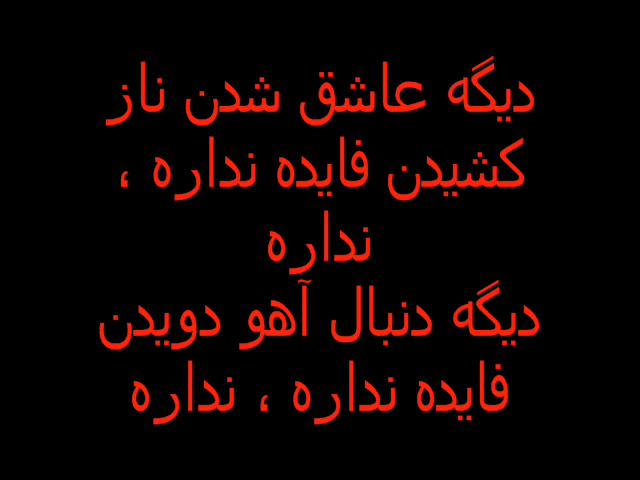 دیگه عاشق شدن ناز
کشیدن فایده نداره ،
نداره
دیگه دنبال آهو دویدن
فایده نداره ، نداره